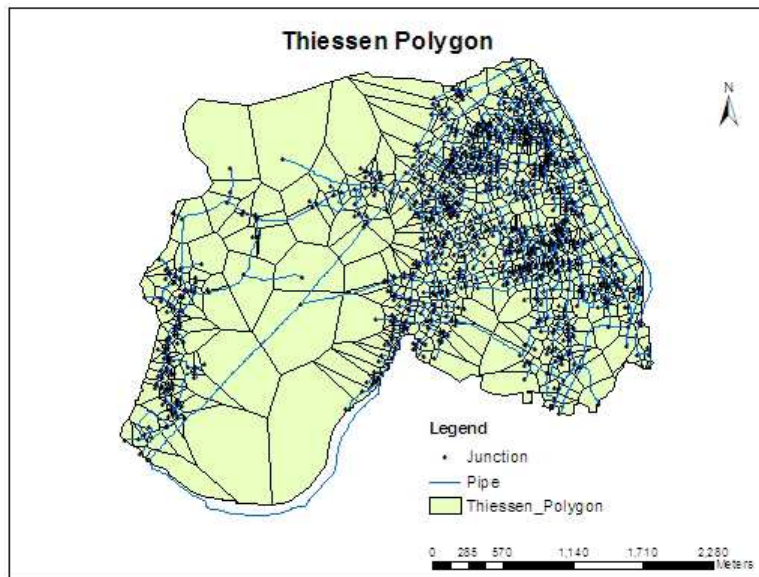 Thiessen Polygon
N
Legend
Junction
Pipe
Thiessen_Polygon
0 285 570 1,140 1,710 2,280
Meters